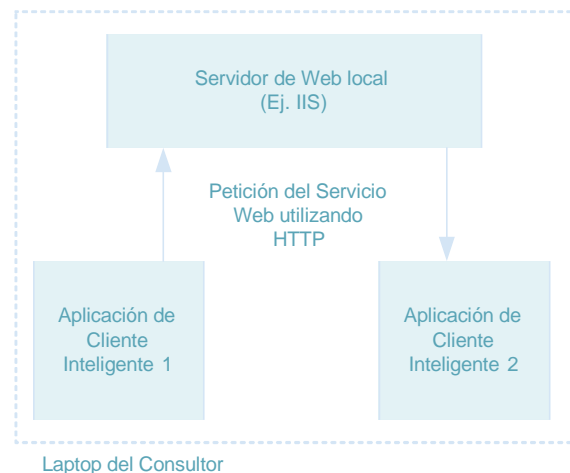 Servidor de Web local
(Ej. IIS)
Petición del Servicio
Web utilizando
HTTP
Aplicación de
Cliente
Inteligente 1
Aplicación de
Cliente
Inteligente 2
Laptop del Consultor